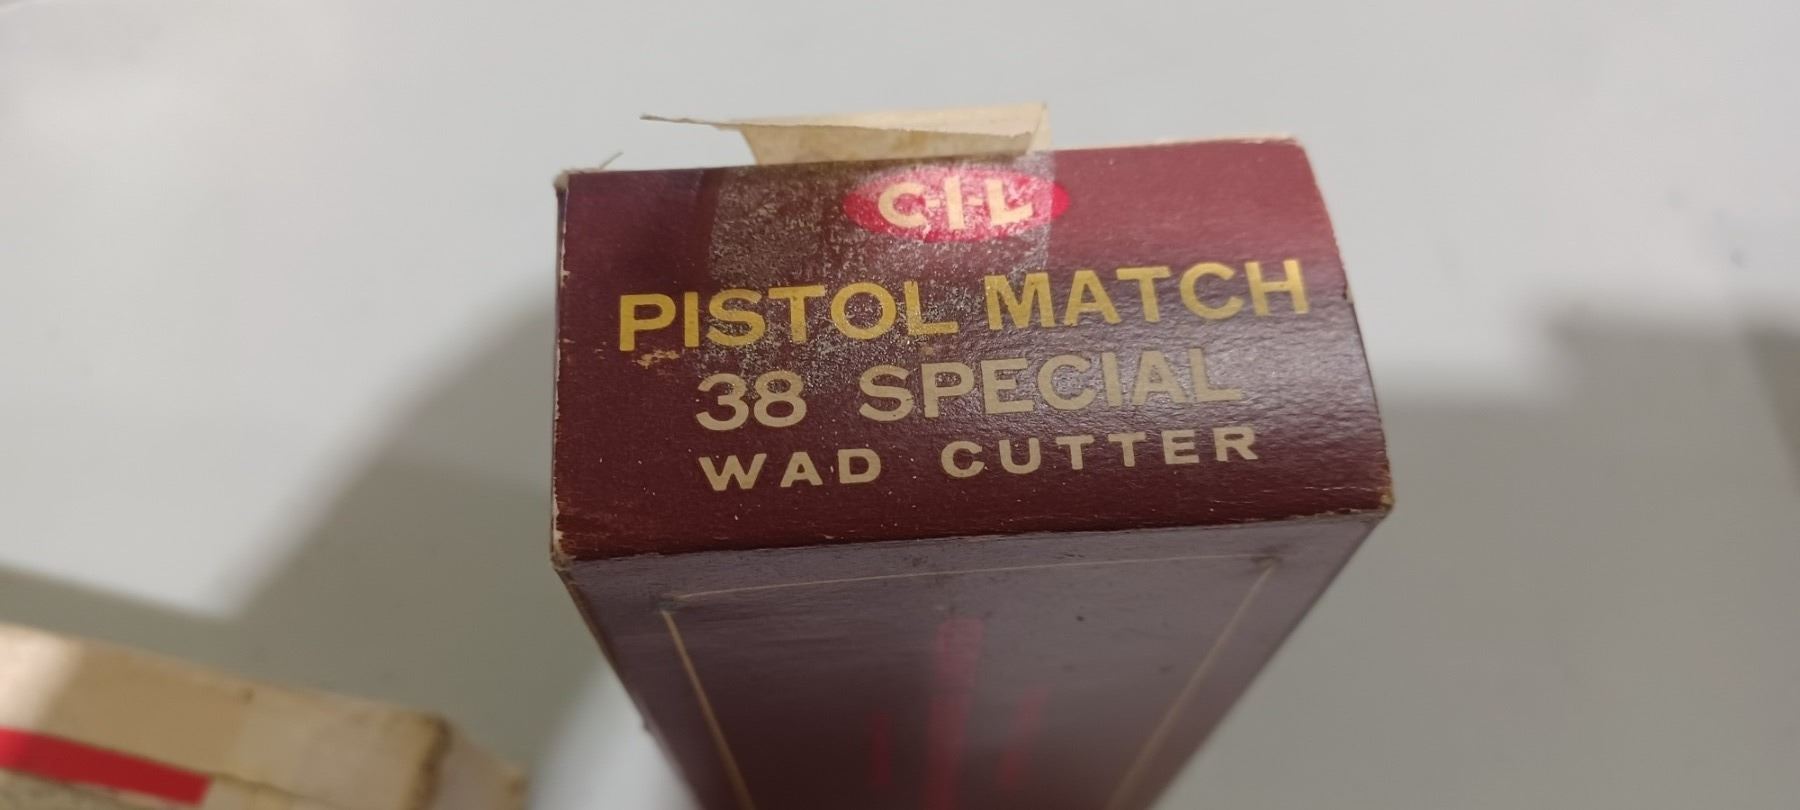 C-I-L
PISTOL MATCH
38 SPECIAL
WAD CUTTER